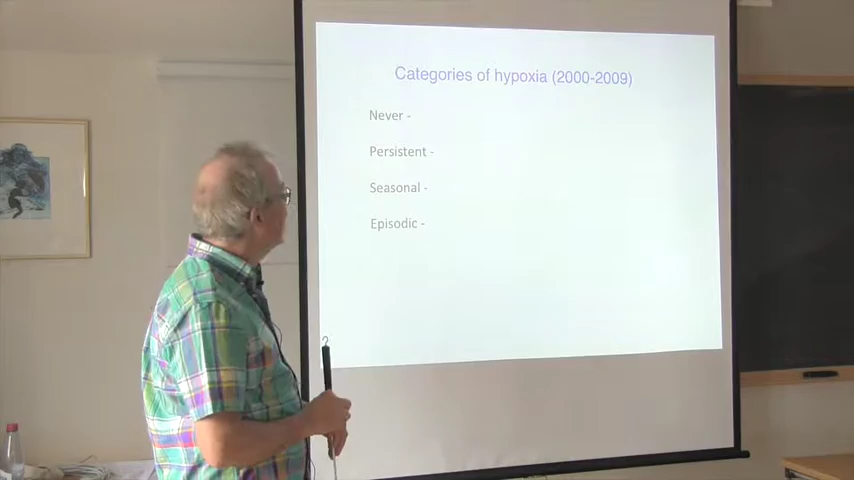 Categories of hypoxia (2000-2009)
Never -
Persistent -
Seasonal -
Episodic -